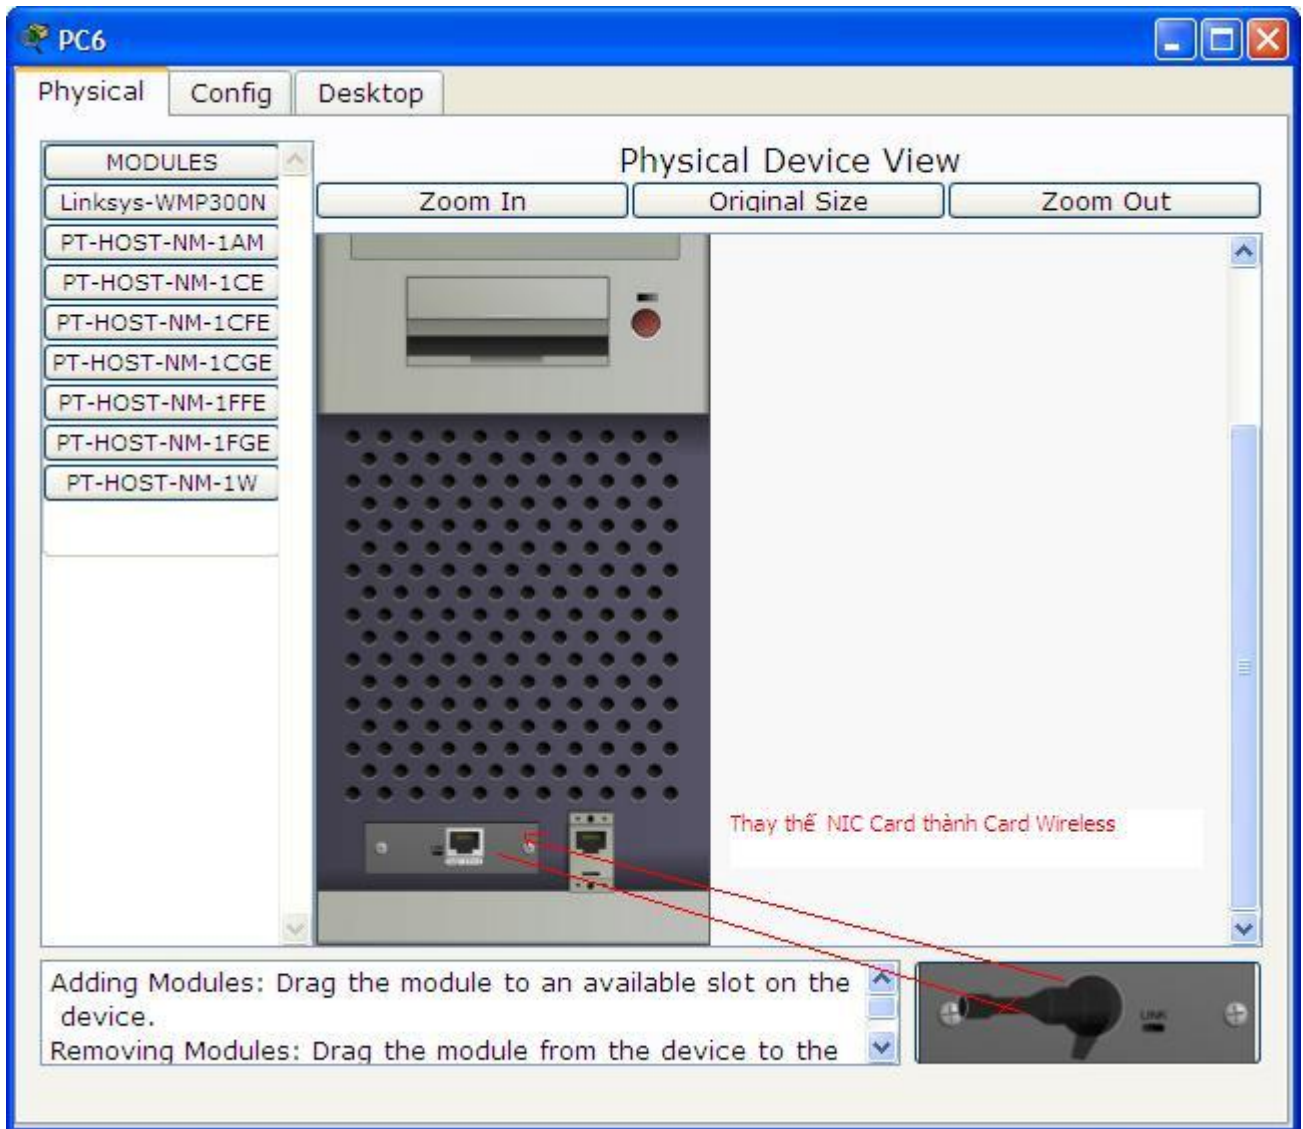 PC6
Physical
Config
Desktop
MODULES
Linksys-WMP300N
PT-HOST-NM-1AM
PT-HOST-NM-1CE
PT-HOST-NM-1CFE
PT-HOST-NM-1CGE
PT-HOST-NM-1FFE
PT-HOST-NM-1FGE
PT-HOST-NM-1W
Physical Device View
Zoom In
Original Size
Zoom Out
Thay thế NIC Card thành Card Wireless
Adding Modules: Drag the module to an available slot on the
device.
Removing Modules: Drag the module from the device to the
LINK